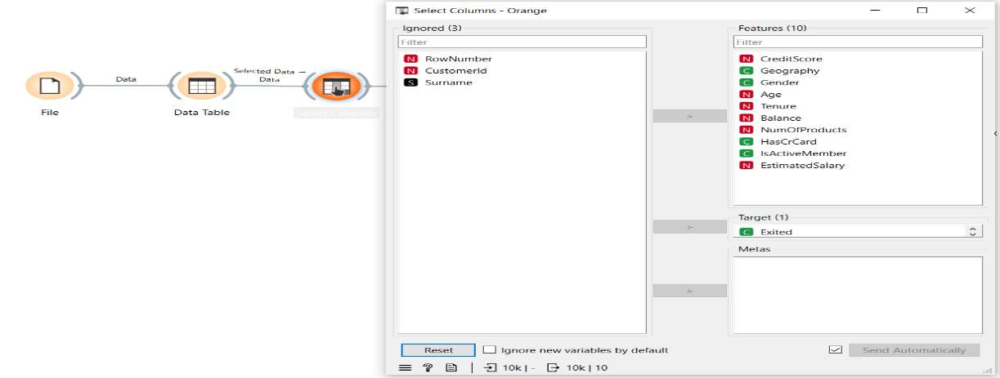 Select Columns - Orange
Ignored (3)
Filter
N RowNumber
N CustomerId
S Surname
Features (10)
Filter
N CreditScore
C Geography
C Gender
N Age
N Tenure
N Balance
N NumOfProducts
C HasCrCard
C IsActiveMember
N EstimatedSalary
Target (1)
C Exited
Metas
>
>
>
Reset
Ignore new variables by default
Send Automatically
? 10k | - 10k | 10
File
Data
Data Table
Selected Data →
Data
Select Columns